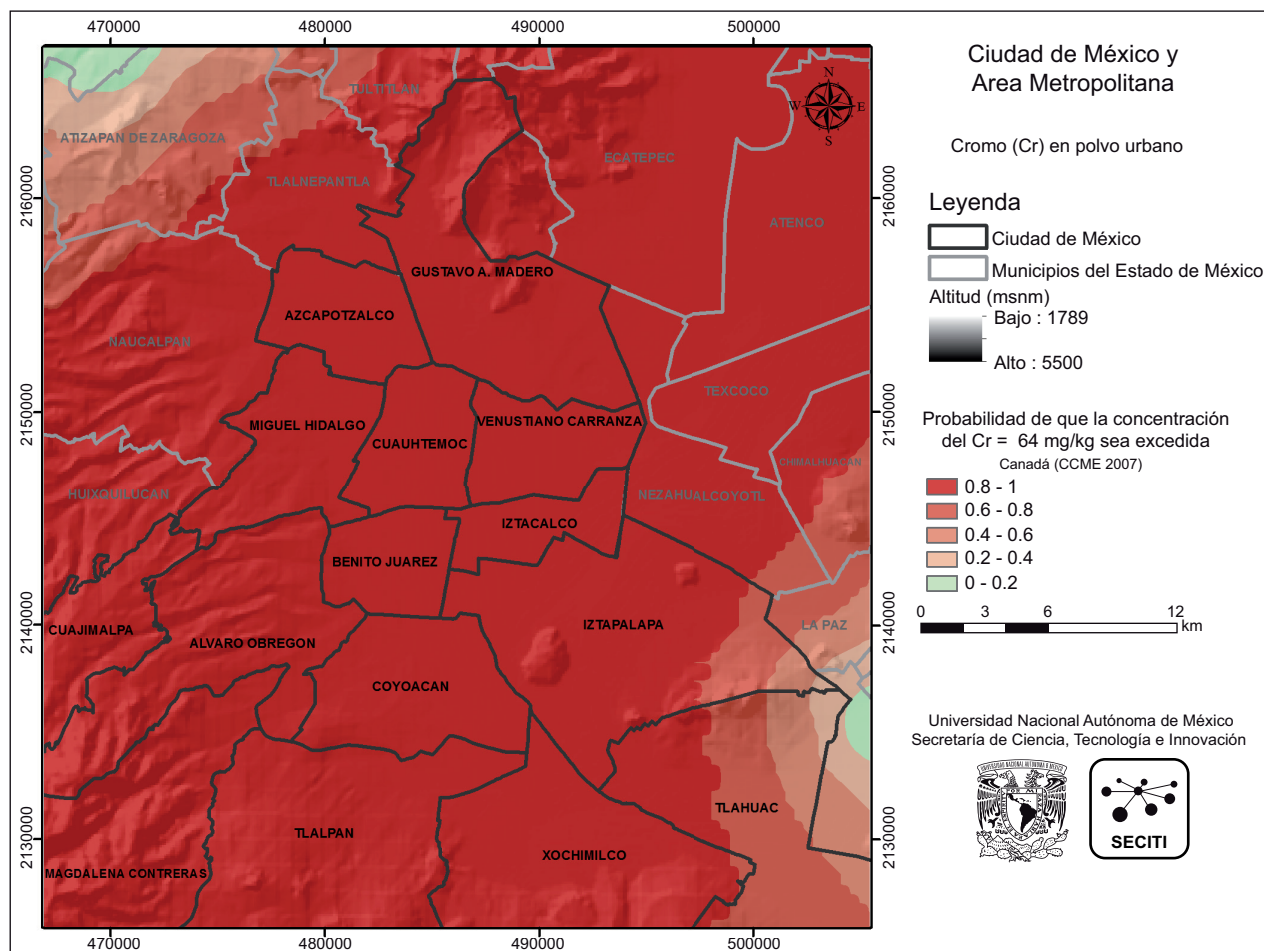 470000
480000
490000
500000
2160000
2150000
2140000
2130000
2160000
2150000
2140000
2130000
470000
480000
490000
500000
N
W
E
S
TULTITLAN
ATIZAPAN DE ZARAGOZA
ECATEPEC
TLALNEPANTLA
ATENCO
GUSTAVO A. MADERO
AZCAPOTZALCO
NAUCALPAN
TEXCOCO
MIGUEL HIDALGO
VENUSTIANO CARRANZA
CUAUHTEMOC
CHIMALHUACAN
HUIXQUILUCAN
NEZAHUALCOYOTL
IZTACALCO
BENITO JUAREZ
CUAJIMALPA
ALVARO OBREGON
IZTAPALAPA
LA PAZ
COYOACAN
TLAHUAC
TLALPAN
XOCHIMILCO
MAGDALENA CONTRERAS
Ciudad de México y
Area Metropolitana
Cromo (Cr) en polvo urbano
Leyenda
Ciudad de México
Municipios del Estado de México
Altitud (msnm)
Bajo : 1789
Alto : 5500
Probabilidad de que la concentración
del Cr = 64 mg/kg sea excedida
Canadá (CCME 2007)
0.8 - 1
0.6 - 0.8
0.4 - 0.6
0.2 - 0.4
0 - 0.2
0 3 6 12
km
Universidad Nacional Autónoma de México
Secretaría de Ciencia, Tecnología e Innovación
SECITI